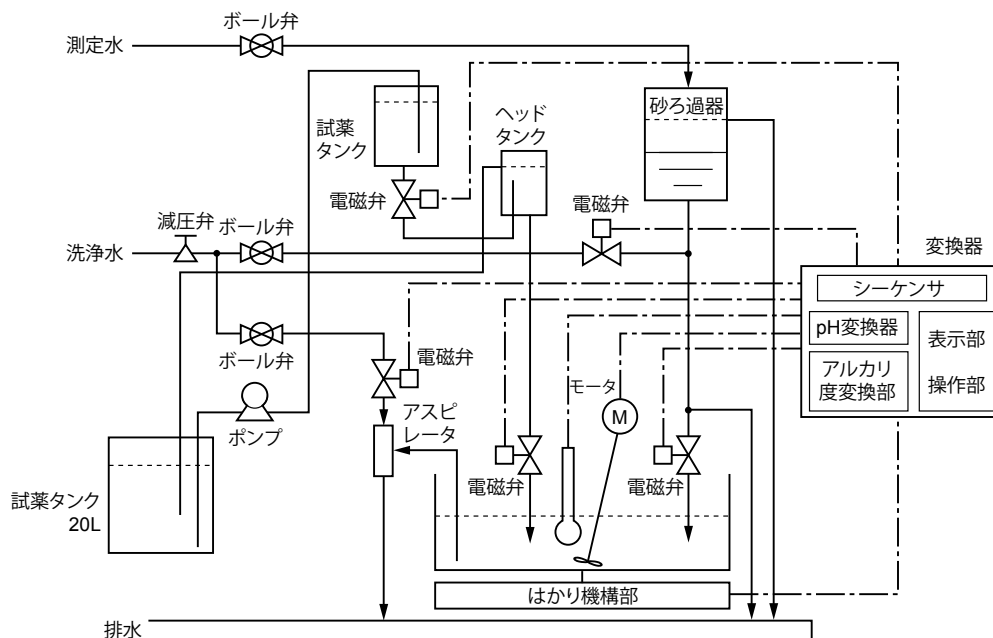 ボール弁
測定水
砂ろ過器
試薬
タンク
ヘッド
タンク
電磁弁
減圧弁
ボール弁
電磁弁
洗浄水
変換器
シーケンサ
pH変換器
表示部
アルカリ
度変換部
操作部
ボール弁
電磁弁
モータ
M
アスピ
レータ
ポンプ
電磁弁
電磁弁
試薬タンク
20L
はかり機構部
排水